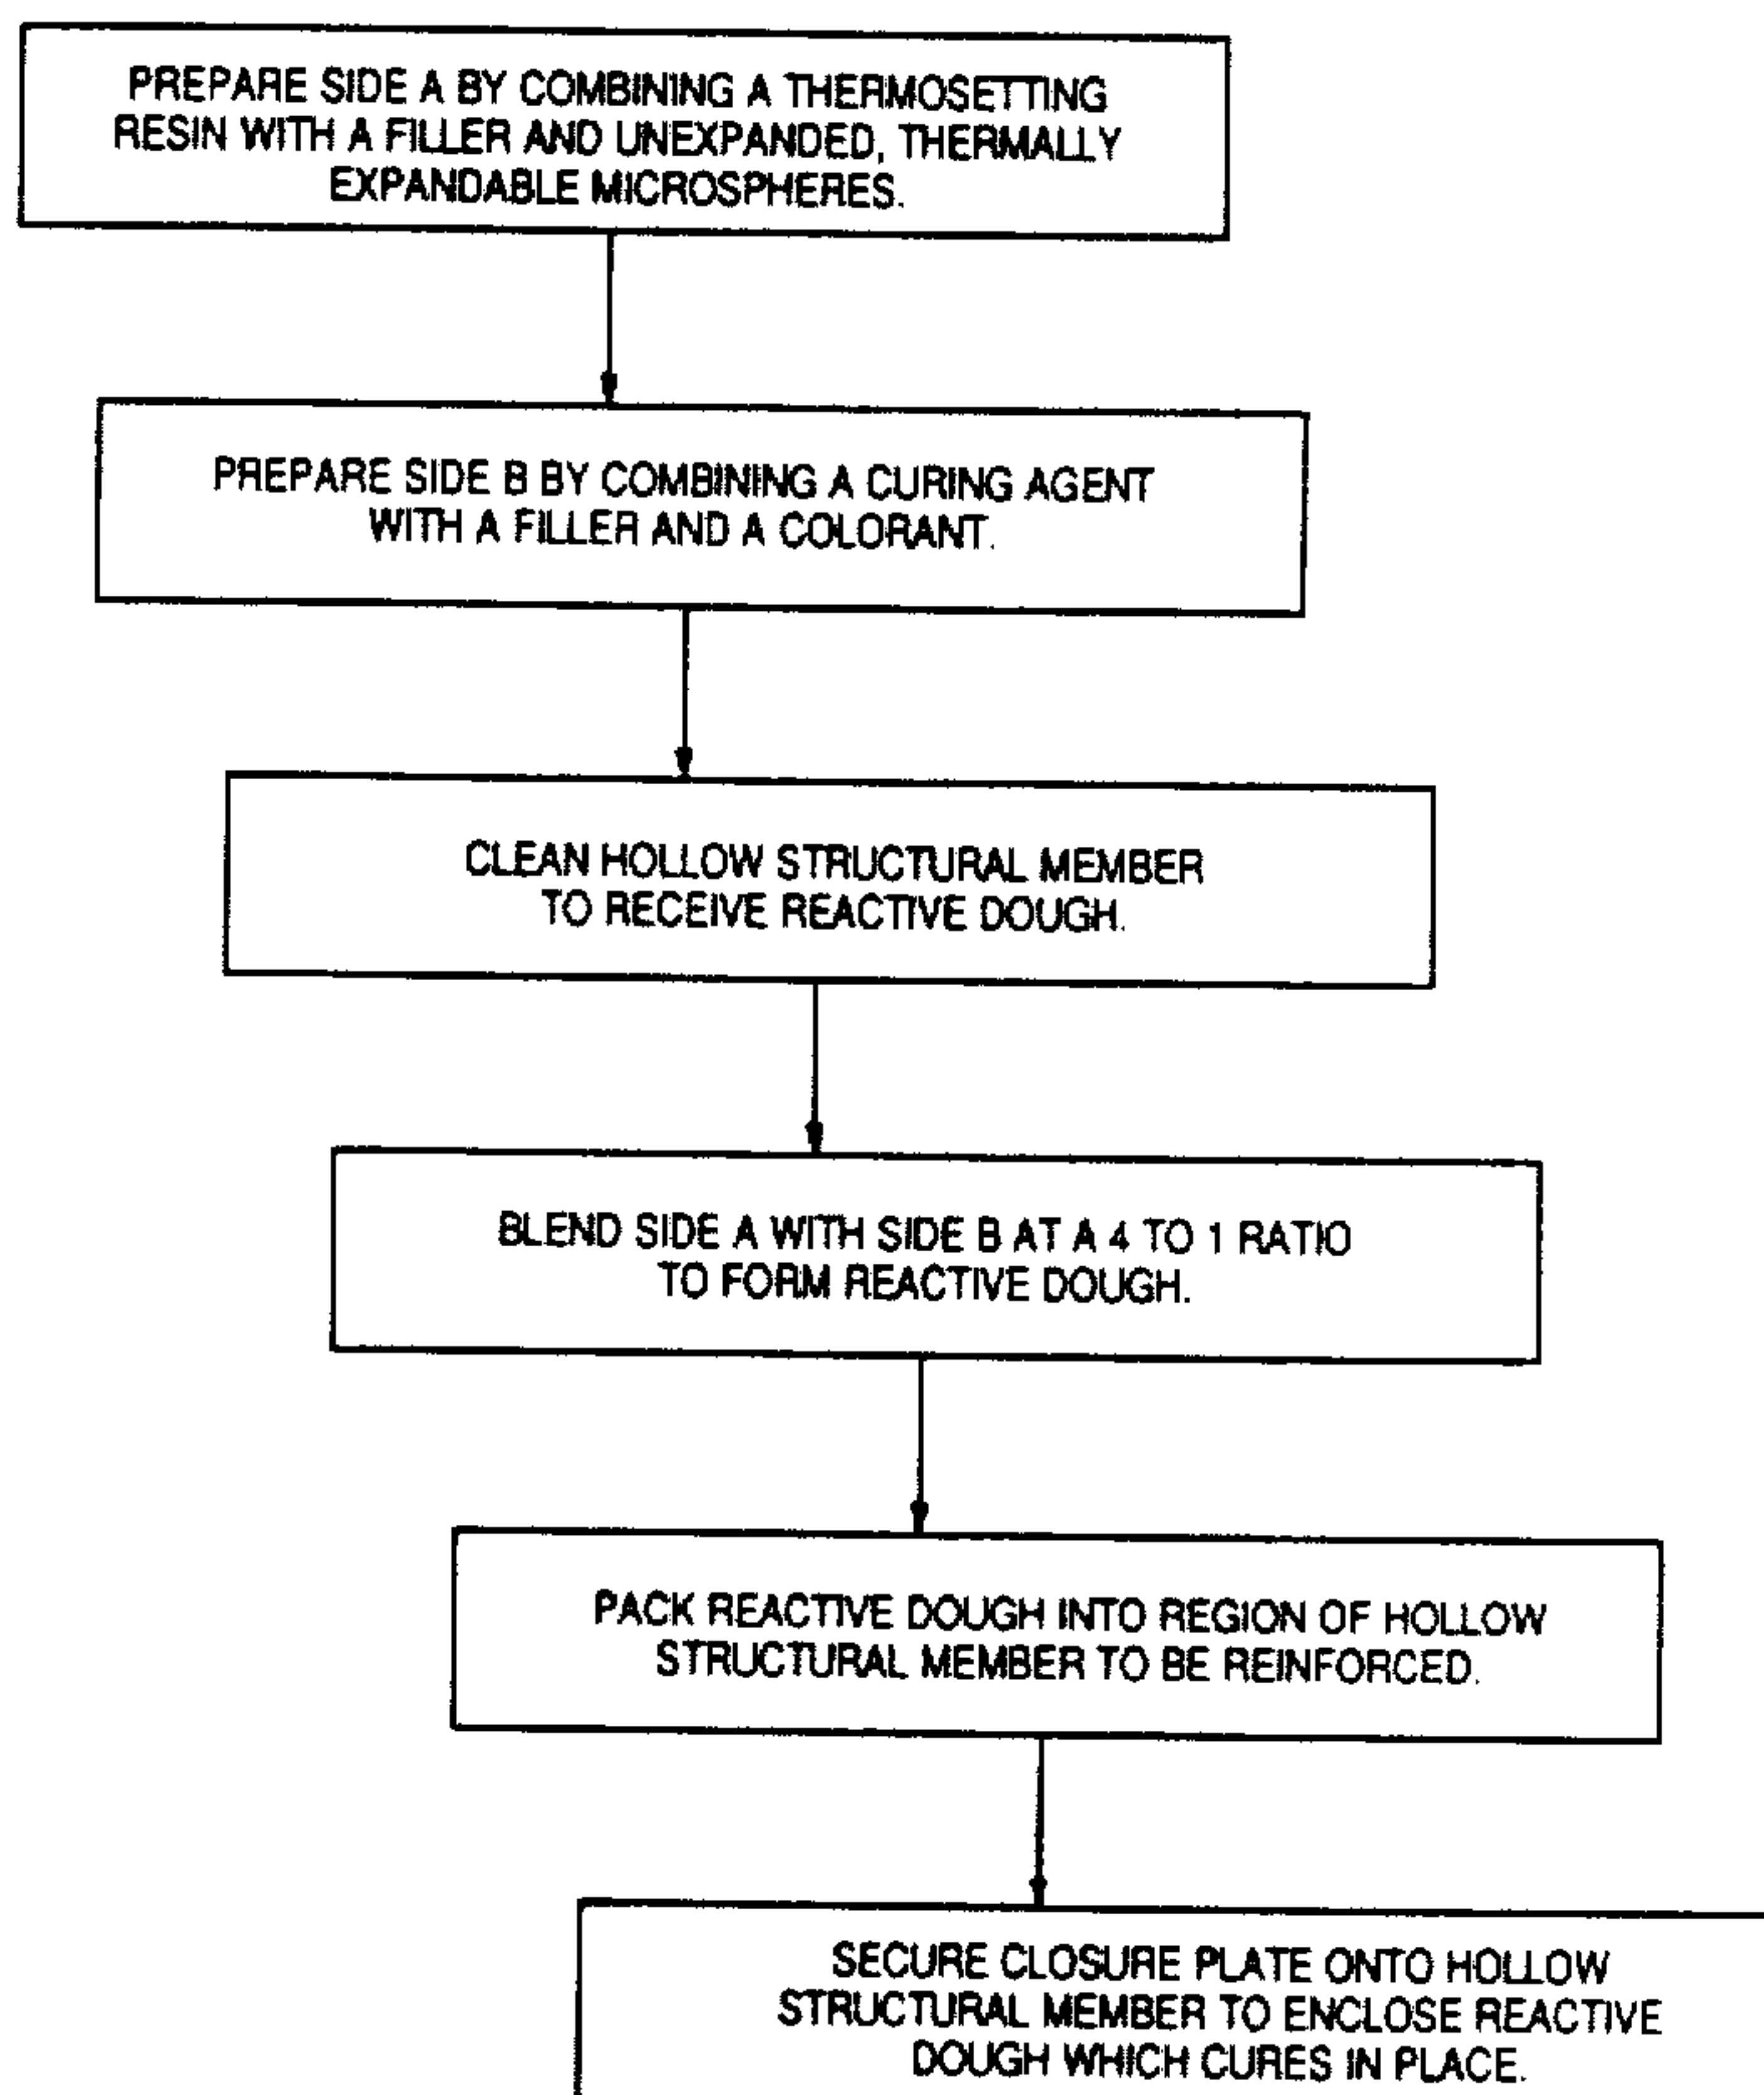 PREPARE SIDE A BY COMBINING A THERMOSETTING
RESIN WITH A FILLER AND UNEXPANDED, THERMALLY
EXPANDABLE MICROSPHERES.
PREPARE SIDE B BY COMBINING A CURING AGENT
WITH A FILLER AND A COLORANT.
CLEAN HOLLOW STRUCTURAL MEMBER
TO RECEIVE REACTIVE DOUGH.
BLEND SIDE A WITH SIDE B AT A 4 TO 1 RATIO
TO FORM REACTIVE DOUGH.
PACK REACTIVE DOUGH INTO REGION OF HOLLOW
STRUCTURAL MEMBER TO BE REINFORCED.
SECURE CLOSURE PLATE ONTO HOLLOW
STRUCTURAL MEMBER TO ENCLOSE REACTIVE
DOUGH WHICH CURES IN PLACE.